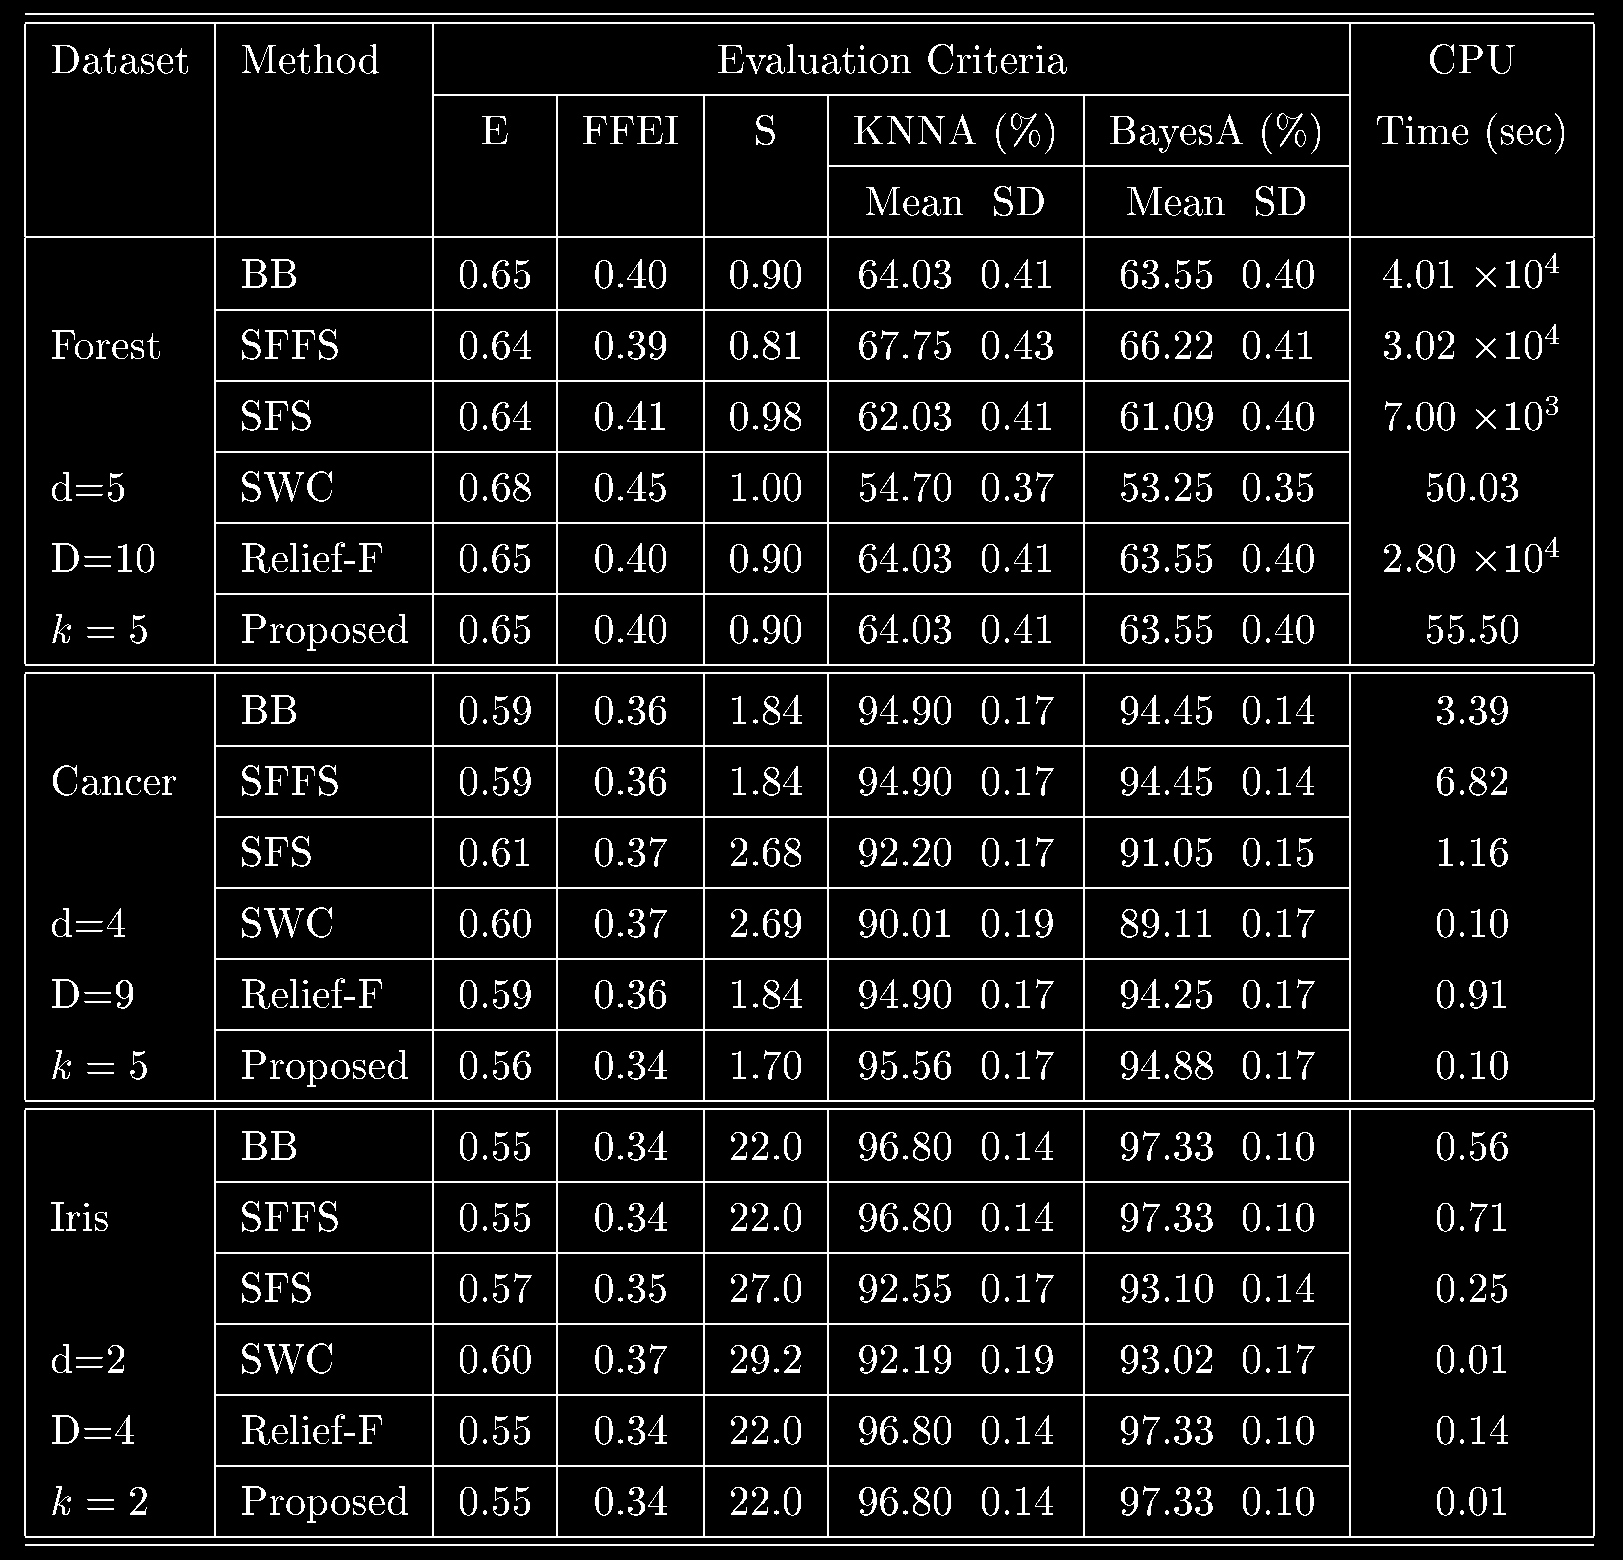 Dataset Method Evaluation Criteria CPU
E FFEI S KNNA (%) BayesA (%) Time (sec)
Mean SD Mean SD
BB 0.65 0.40 0.90 64.03 0.41 63.55 0.40 4.01 ×10⁴
Forest SFFS 0.64 0.39 0.81 67.75 0.43 66.22 0.41 3.02 ×10⁴
SFS 0.64 0.41 0.98 62.03 0.41 61.09 0.40 7.00 ×10³
d=5 SWC 0.68 0.45 1.00 54.70 0.37 53.25 0.35 50.03
D=10 Relief-F 0.65 0.40 0.90 64.03 0.41 63.55 0.40 2.80 ×10⁴
k = 5 Proposed 0.65 0.40 0.90 64.03 0.41 63.55 0.40 55.50
BB 0.59 0.36 1.84 94.90 0.17 94.45 0.14 3.39
Cancer SFFS 0.59 0.36 1.84 94.90 0.17 94.45 0.14 6.82
SFS 0.61 0.37 2.68 92.20 0.17 91.05 0.15 1.16
d=4 SWC 0.60 0.37 2.69 90.01 0.19 89.11 0.17 0.10
D=9 Relief-F 0.59 0.36 1.84 94.90 0.17 94.25 0.17 0.91
k = 5 Proposed 0.56 0.34 1.70 95.56 0.17 94.88 0.17 0.10
BB 0.55 0.34 22.0 96.80 0.14 97.33 0.10 0.56
Iris SFFS 0.55 0.34 22.0 96.80 0.14 97.33 0.10 0.71
SFS 0.57 0.35 27.0 92.55 0.17 93.10 0.14 0.25
d=2 SWC 0.60 0.37 29.2 92.19 0.19 93.02 0.17 0.01
D=4 Relief-F 0.55 0.34 22.0 96.80 0.14 97.33 0.10 0.14
k = 2 Proposed 0.55 0.34 22.0 96.80 0.14 97.33 0.10 0.01